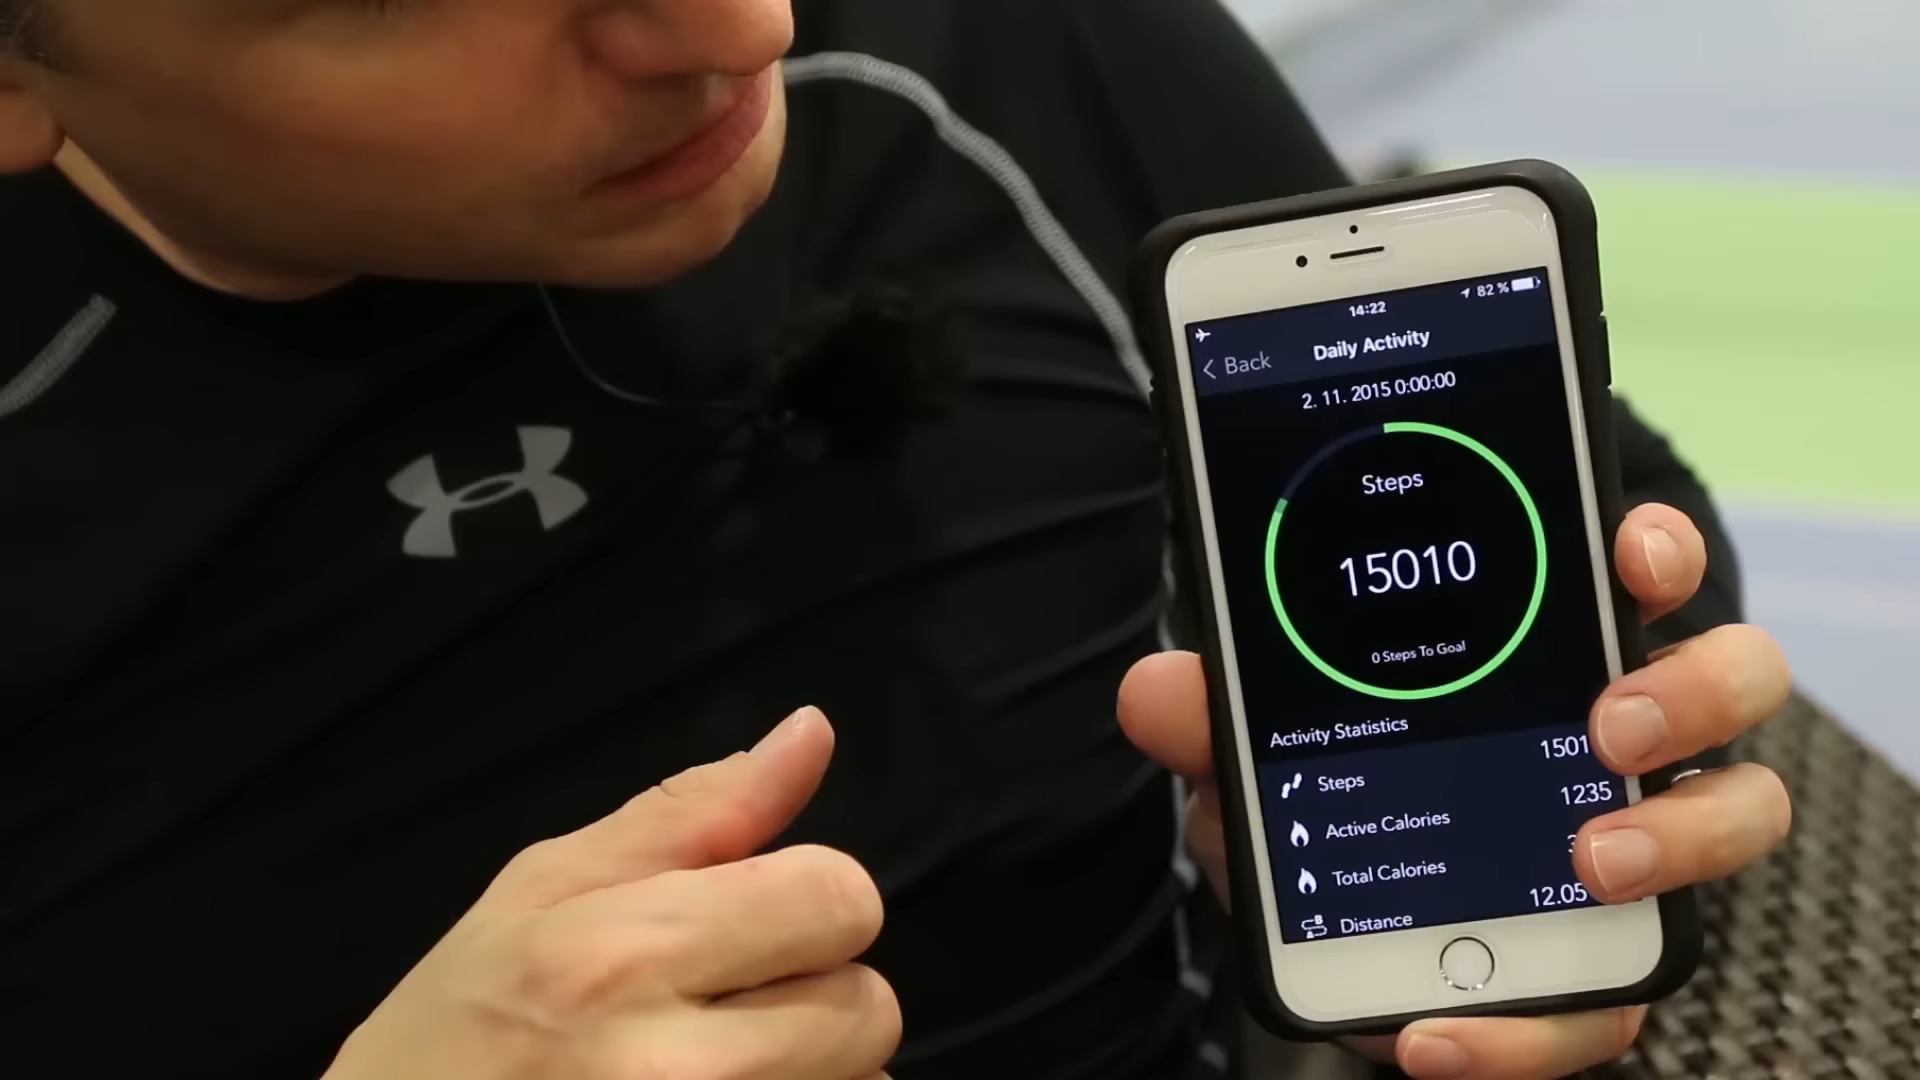 14:22
82 %
Back
Daily Activity
2. 11. 2015 0:00:00
Steps
15010
0 Steps To Goal
Activity Statistics
Steps 1501
Active Calories 1235
Total Calories
Distance 12.05